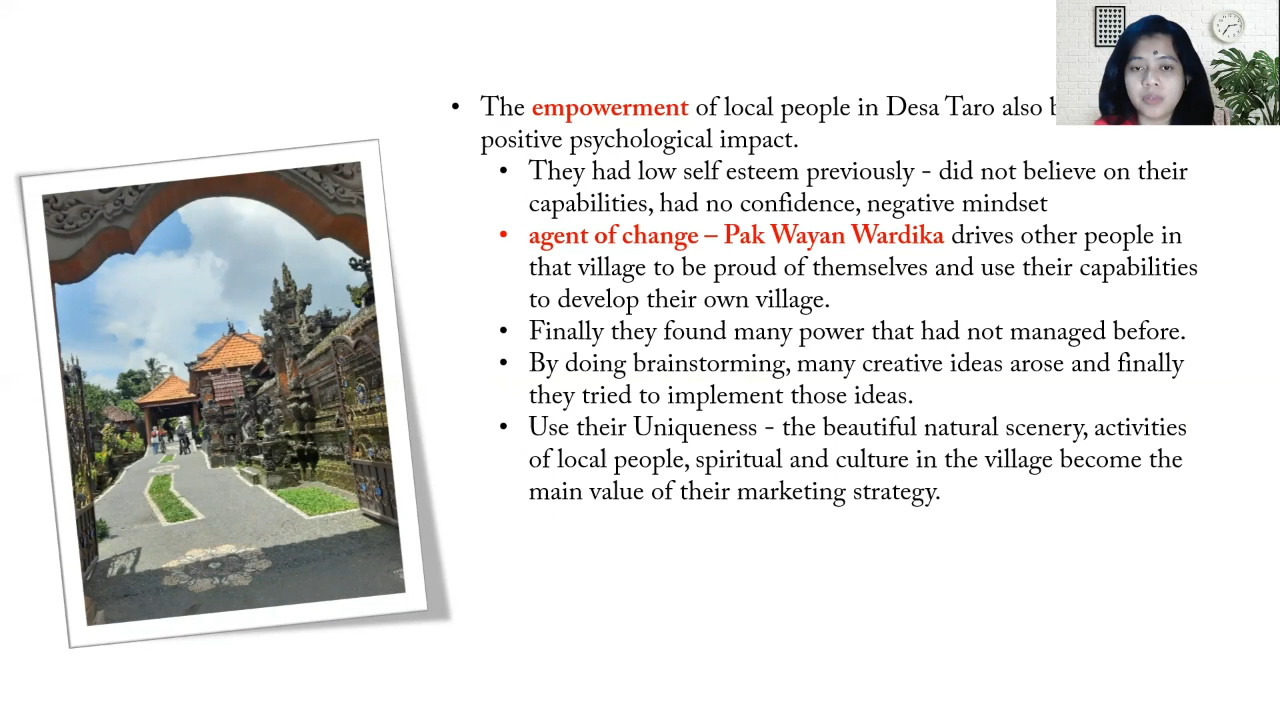 • The empowerment of local people in Desa Taro also
positive psychological impact.
• They had low self esteem previously - did not believe on their
capabilities, had no confidence, negative mindset
• agent of change – Pak Wayan Wardika drives other people in
that village to be proud of themselves and use their capabilities
to develop their own village.
• Finally they found many power that had not managed before.
• By doing brainstorming, many creative ideas arose and finally
they tried to implement those ideas.
• Use their Uniqueness - the beautiful natural scenery, activities
of local people, spiritual and culture in the village become the
main value of their marketing strategy.